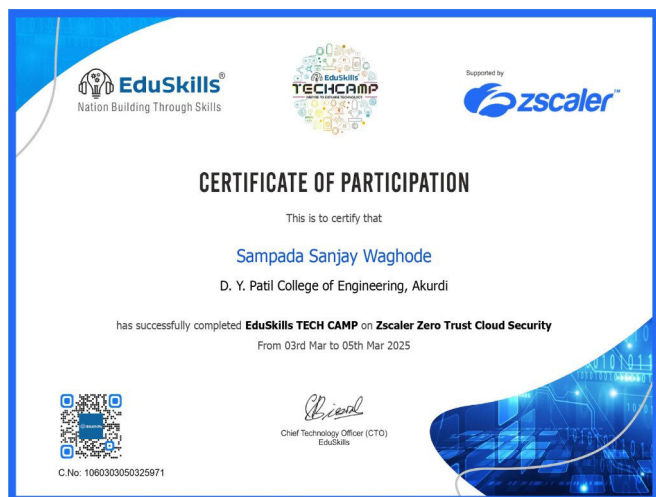 EduSkills®
Nation Building Through Skills
EduSkills®
TECHCAMP
Supported by
zscaler™
CERTIFICATE OF PARTICIPATION
This is to certify that
Sampada Sanjay Waghode
D. Y. Patil College of Engineering, Akurdi
has successfully completed EduSkills TECH CAMP on Zscaler Zero Trust Cloud Security
From 03rd Mar to 05th Mar 2025
Chief Technology Officer (CTO)
EduSkills
C.No: 1060303050325971